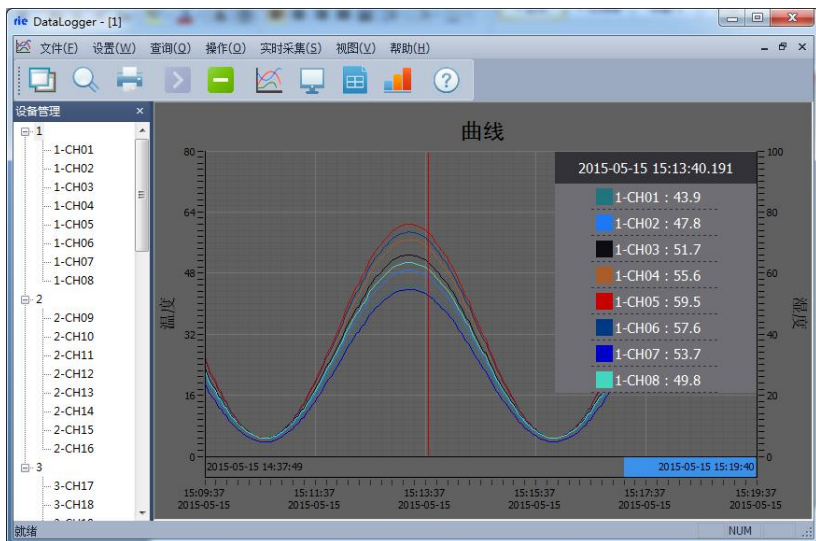 rie DataLogger - [1]
文件(F) 设置(W) 查询(Q) 操作(O) 实时采集(S) 视图(V) 帮助(H)
设备管理
1
1-CH01
1-CH02
1-CH03
1-CH04
1-CH05
1-CH06
1-CH07
1-CH08
2
2-CH09
2-CH10
2-CH11
2-CH12
2-CH13
2-CH14
2-CH15
2-CH16
3
3-CH17
3-CH18
曲线
80
64
48
32
16
0
温度
100
80
60
40
20
0
湿度
2015-05-15 15:13:40.191
1-CH01：43.9
1-CH02：47.8
1-CH03：51.7
1-CH04：55.6
1-CH05：59.5
1-CH06：57.6
1-CH07：53.7
1-CH08：49.8
2015-05-15 14:37:49
2015-05-15 15:19:40
15:09:37 15:11:37 15:13:37 15:15:37 15:17:37 15:19:37
2015-05-15 2015-05-15 2015-05-15 2015-05-15 2015-05-15 2015-05-15
就绪
NUM